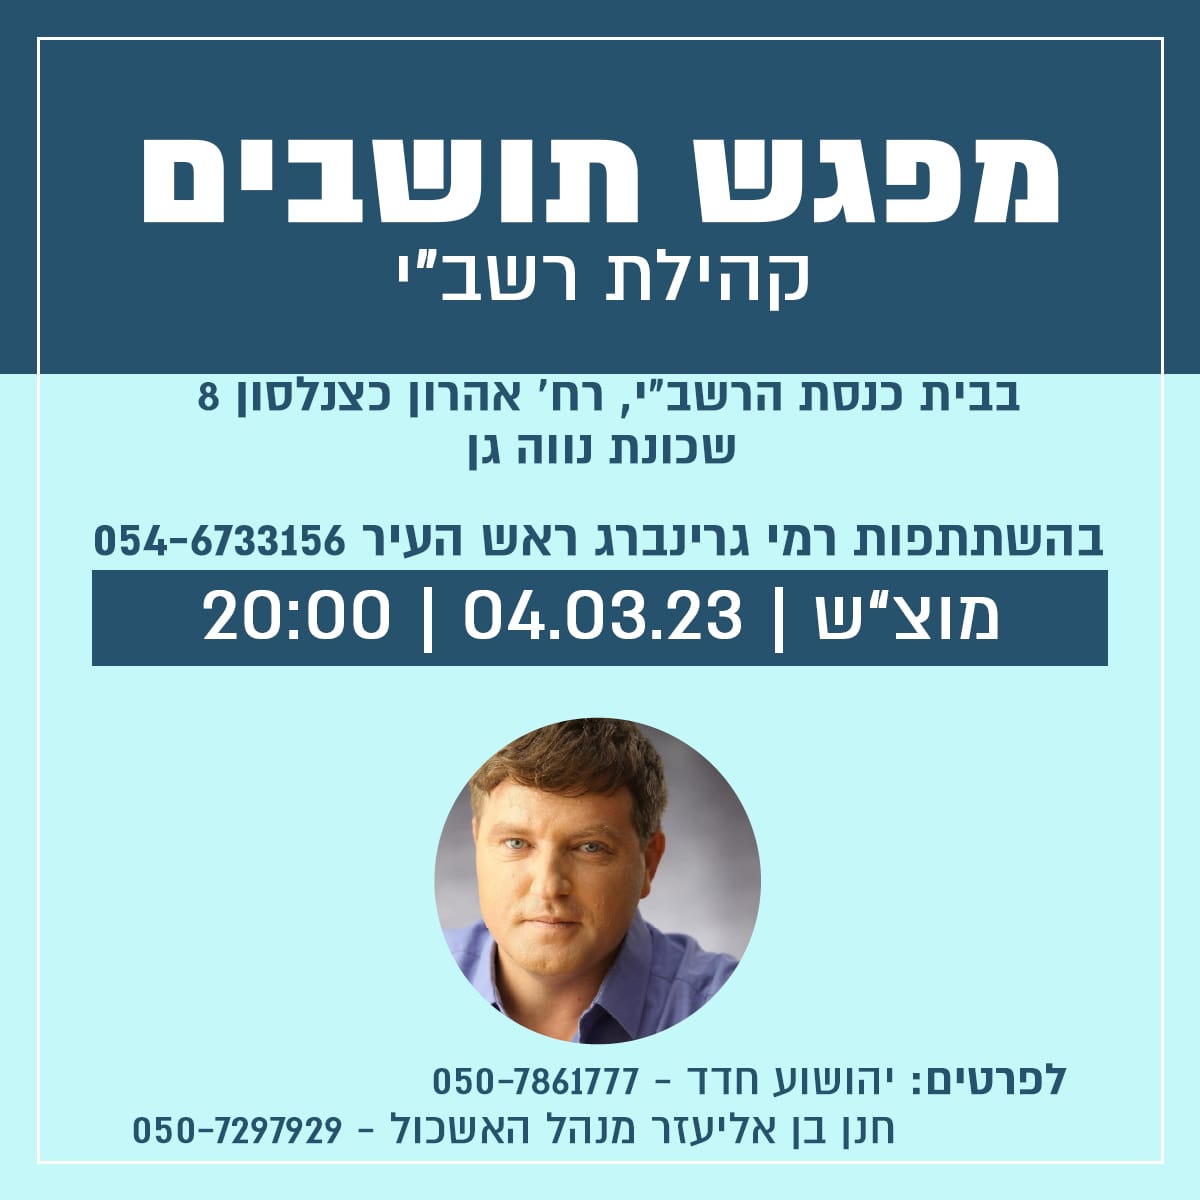 מפגש תושבים
קהילת רשב"י
בבית כנסת הרשב"י, רח' אהרון כצנלסון 8
שכונת נווה גן
בהשתתפות רמי גרינברג ראש העיר 054-6733156
מוצ"ש | 04.03.23 | 20:00
לפרטים: יהושוע חדד - 050-7861777
חנן בן אליעזר מנהל האשכול - 050-7297929